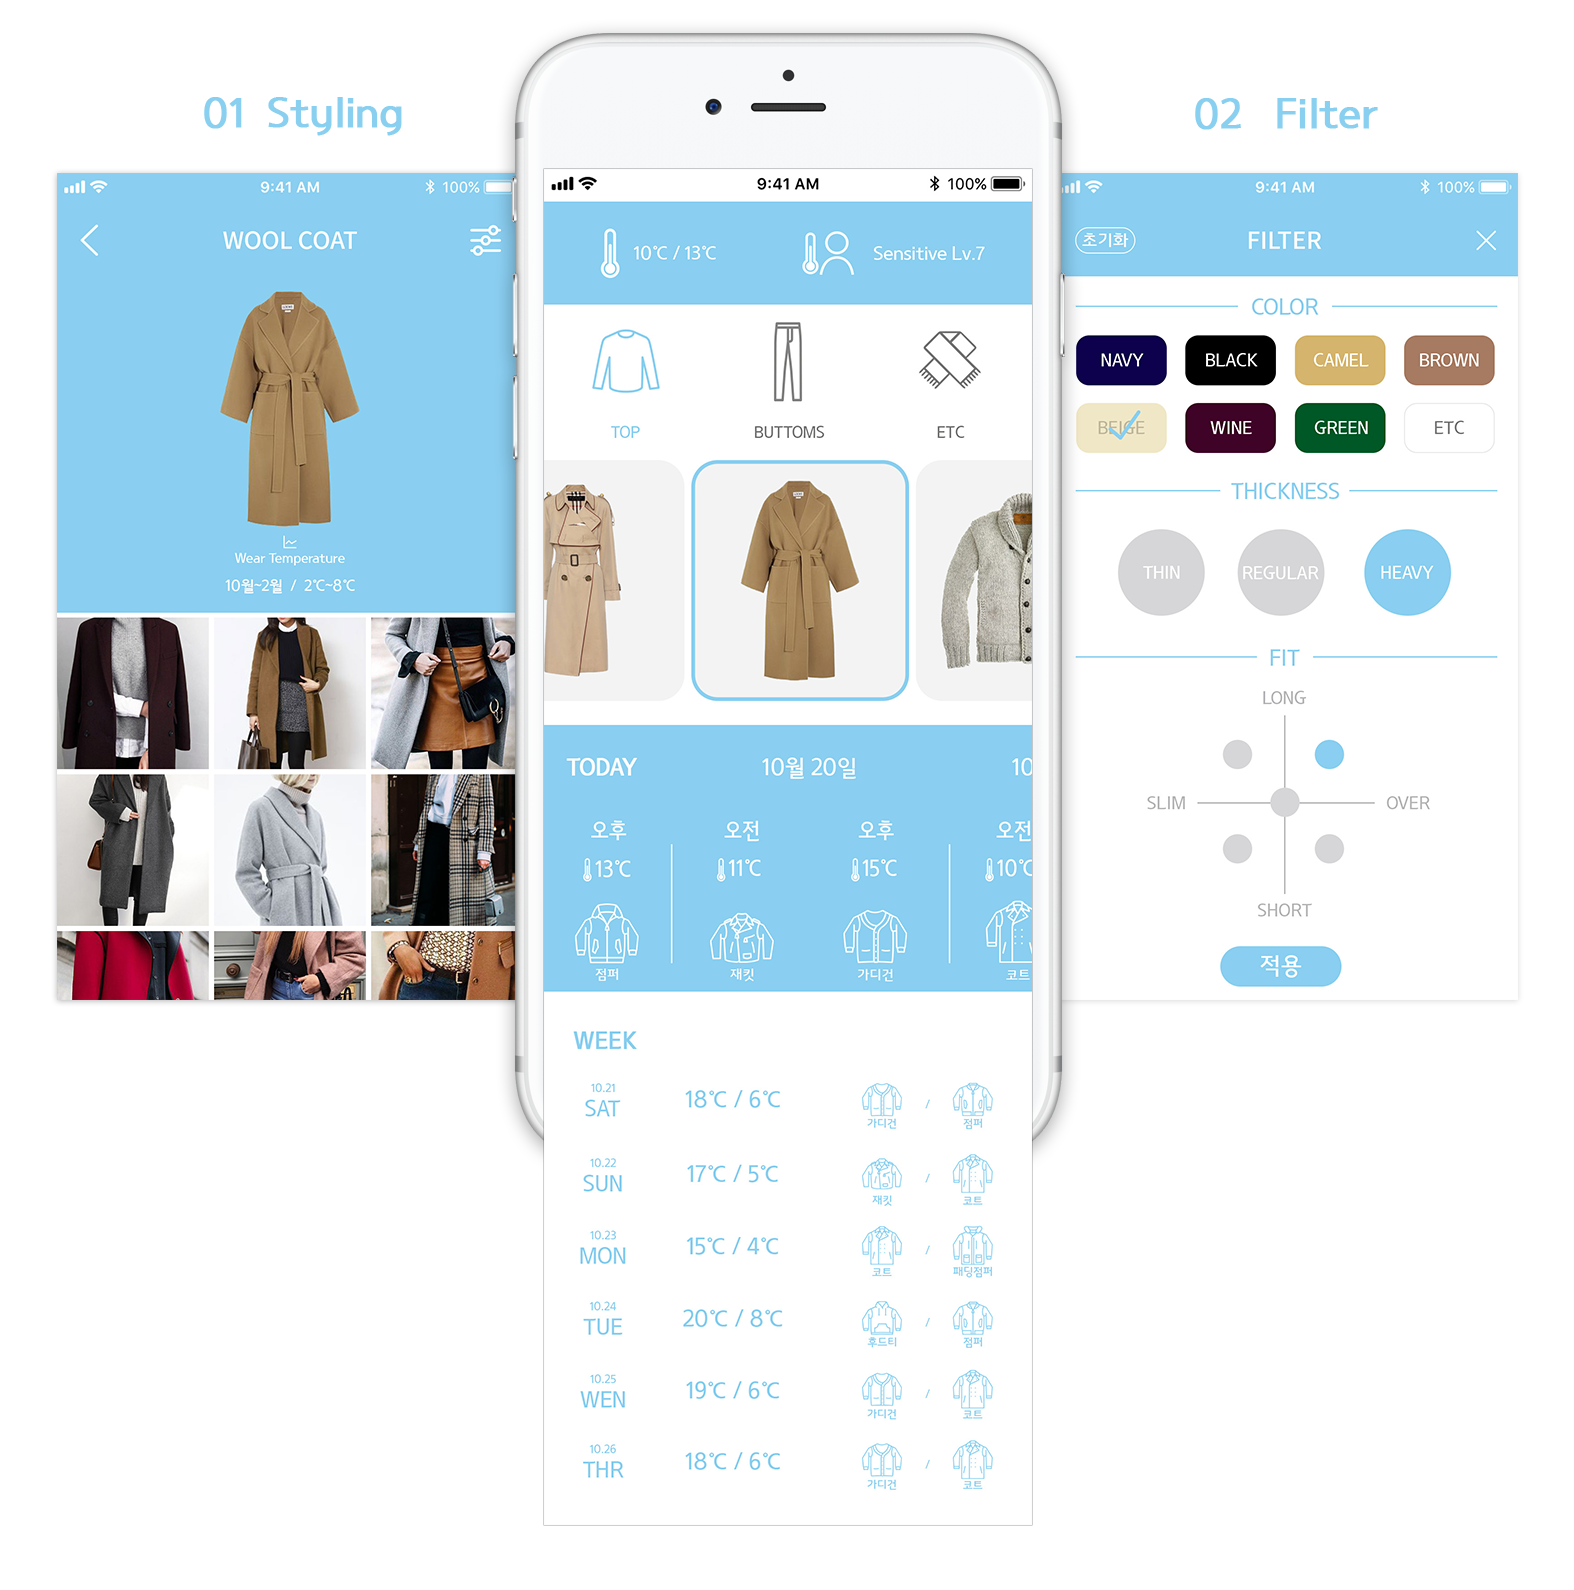 01 Styling
9:41 AM
100%
WOOL COAT
Wear Temperature
10월~2월 / 2℃~8℃
9:41 AM
100%
10℃ / 13℃
Sensitive Lv.7
TOP
BUTTOMS
ETC
TODAY
10월 20일
10
오후
오전
오후
오전
13℃
11℃
15℃
10℃
점퍼
재킷
가디건
코트
WEEK
10.21
SAT
18℃ / 6℃
가디건
/
점퍼
10.22
SUN
17℃ / 5℃
재킷
/
코트
10.23
MON
15℃ / 4℃
코트
/
패딩점퍼
10.24
TUE
20℃ / 8℃
후드티
/
점퍼
10.25
WEN
19℃ / 6℃
가디건
/
코트
10.26
THR
18℃ / 6℃
가디건
/
코트
02 Filter
9:41 AM
100%
초기화
FILTER
COLOR
NAVY
BLACK
CAMEL
BROWN
BEIGE
WINE
GREEN
ETC
THICKNESS
THIN
REGULAR
HEAVY
FIT
LONG
SLIM
OVER
SHORT
적용